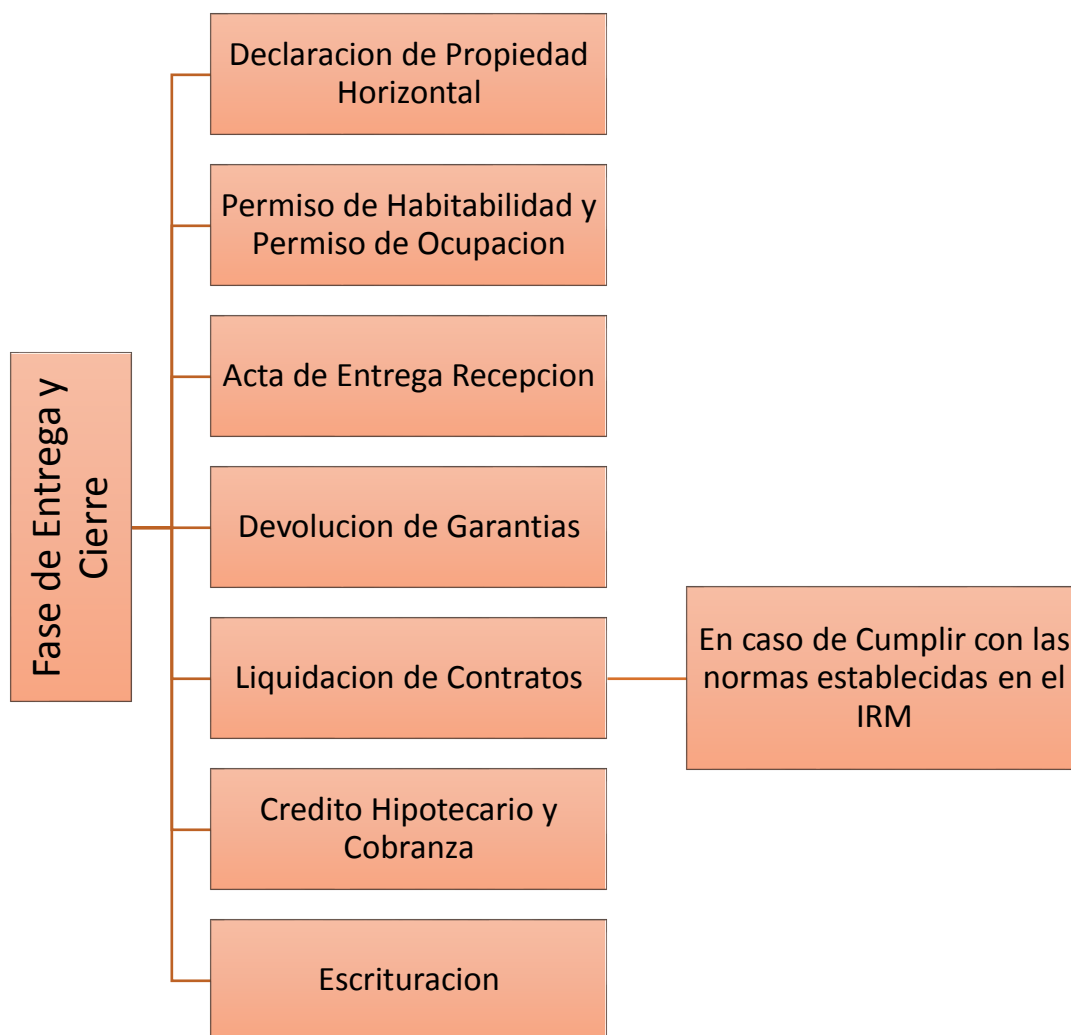 Fase de Entrega y
Cierre
Declaracion de Propiedad
Horizontal
Permiso de Habitabilidad y
Permiso de Ocupacion
Acta de Entrega Recepcion
Devolucion de Garantias
Liquidacion de Contratos
En caso de Cumplir con las
normas establecidas en el
IRM
Credito Hipotecario y
Cobranza
Escrituracion